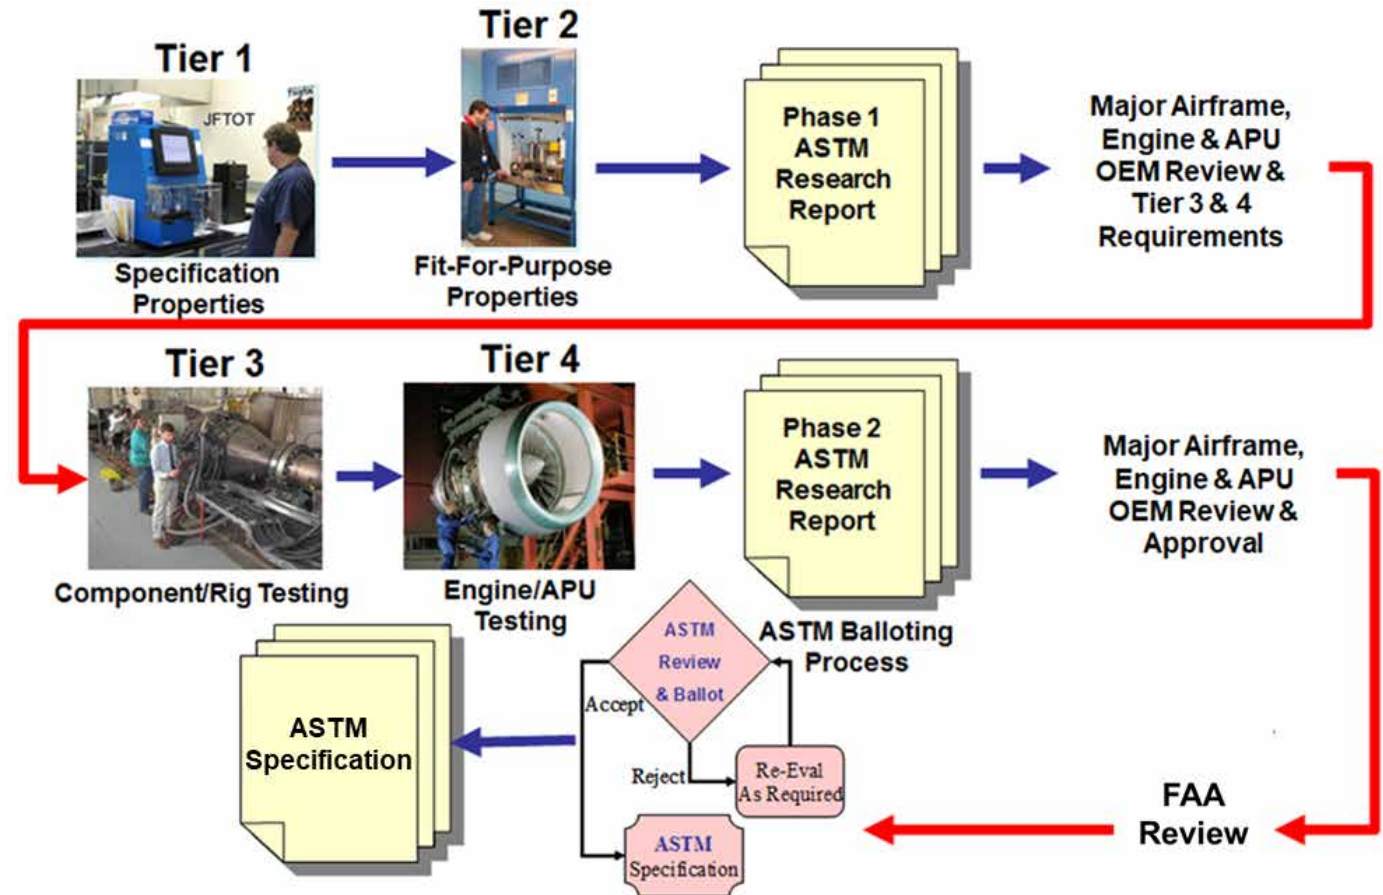 Tier 1
Tier 2
JFTOT
Specification
Properties
Fit-For-Purpose
Properties
Phase 1
ASTM
Research
Report
Major Airframe,
Engine & APU
OEM Review &
Tier 3 & 4
Requirements
Tier 3
Tier 4
Component/Rig Testing
Engine/APU
Testing
Phase 2
ASTM
Research
Report
Major Airframe,
Engine & APU
OEM Review &
Approval
ASTM Balloting
Process
ASTM
Review
& Ballot
Accept
Reject
Re-Eval
As Required
ASTM
Specification
ASTM
Specification
FAA
Review